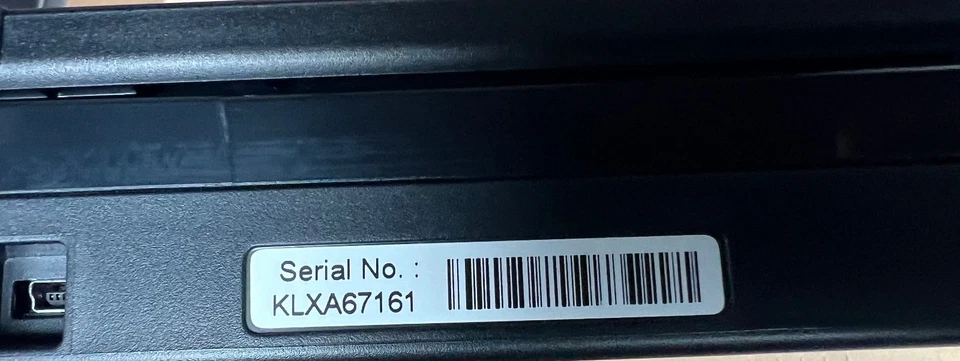 Serial No. :
KLXA67161